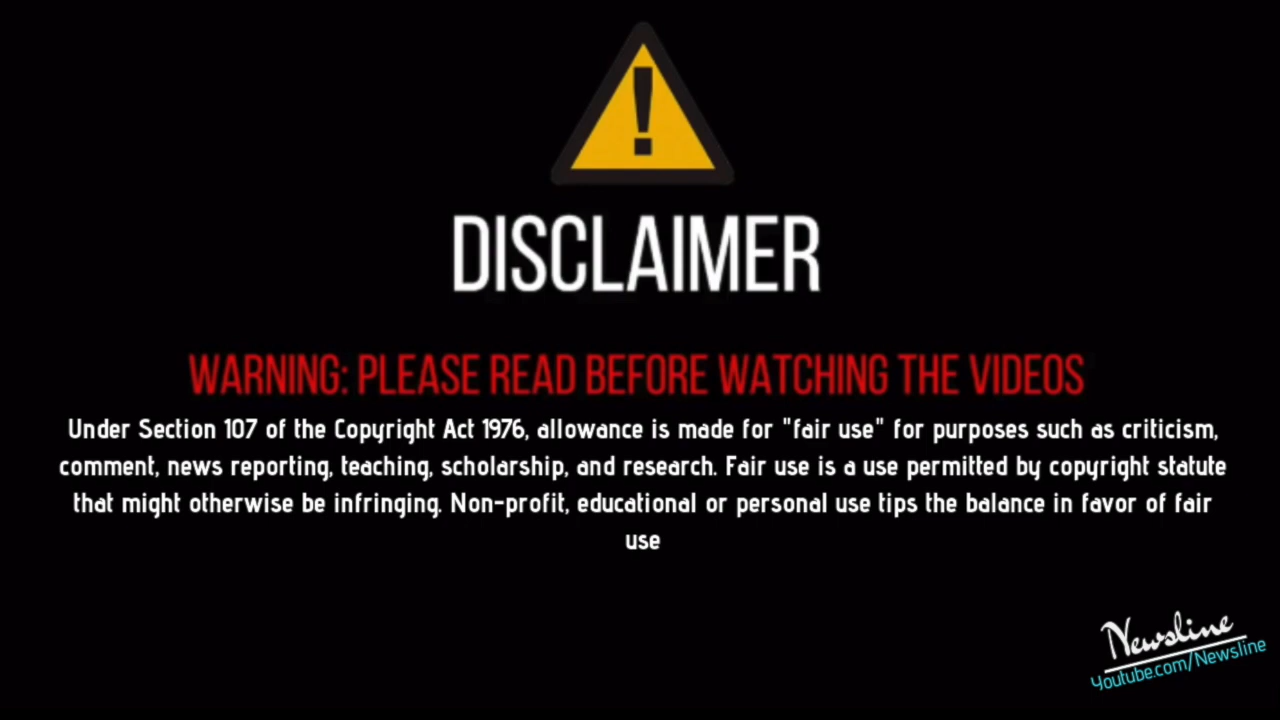 DISCLAIMER
WARNING: PLEASE READ BEFORE WATCHING THE VIDEOS
Under Section 107 of the Copyright Act 1976, allowance is made for "fair use" for purposes such as criticism,
comment, news reporting, teaching, scholarship, and research. Fair use is a use permitted by copyright statute
that might otherwise be infringing. Non-profit, educational or personal use tips the balance in favor of fair
use
Newsline
Youtube.com/Newsline